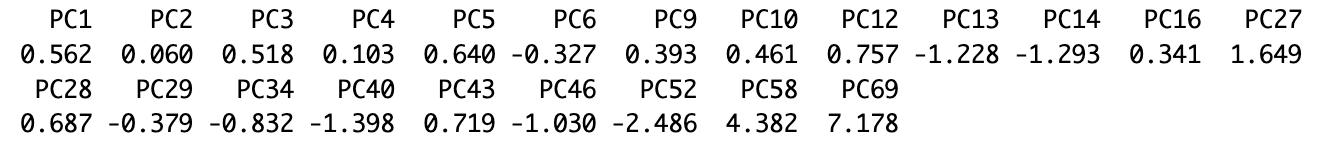 PC1 PC2 PC3 PC4 PC5 PC6 PC9 PC10 PC12 PC13 PC14 PC16 PC27
0.562 0.060 0.518 0.103 0.640 -0.327 0.393 0.461 0.757 -1.228 -1.293 0.341 1.649
PC28 PC29 PC34 PC40 PC43 PC46 PC52 PC58 PC69
0.687 -0.379 -0.832 -1.398 0.719 -1.030 -2.486 4.382 7.178